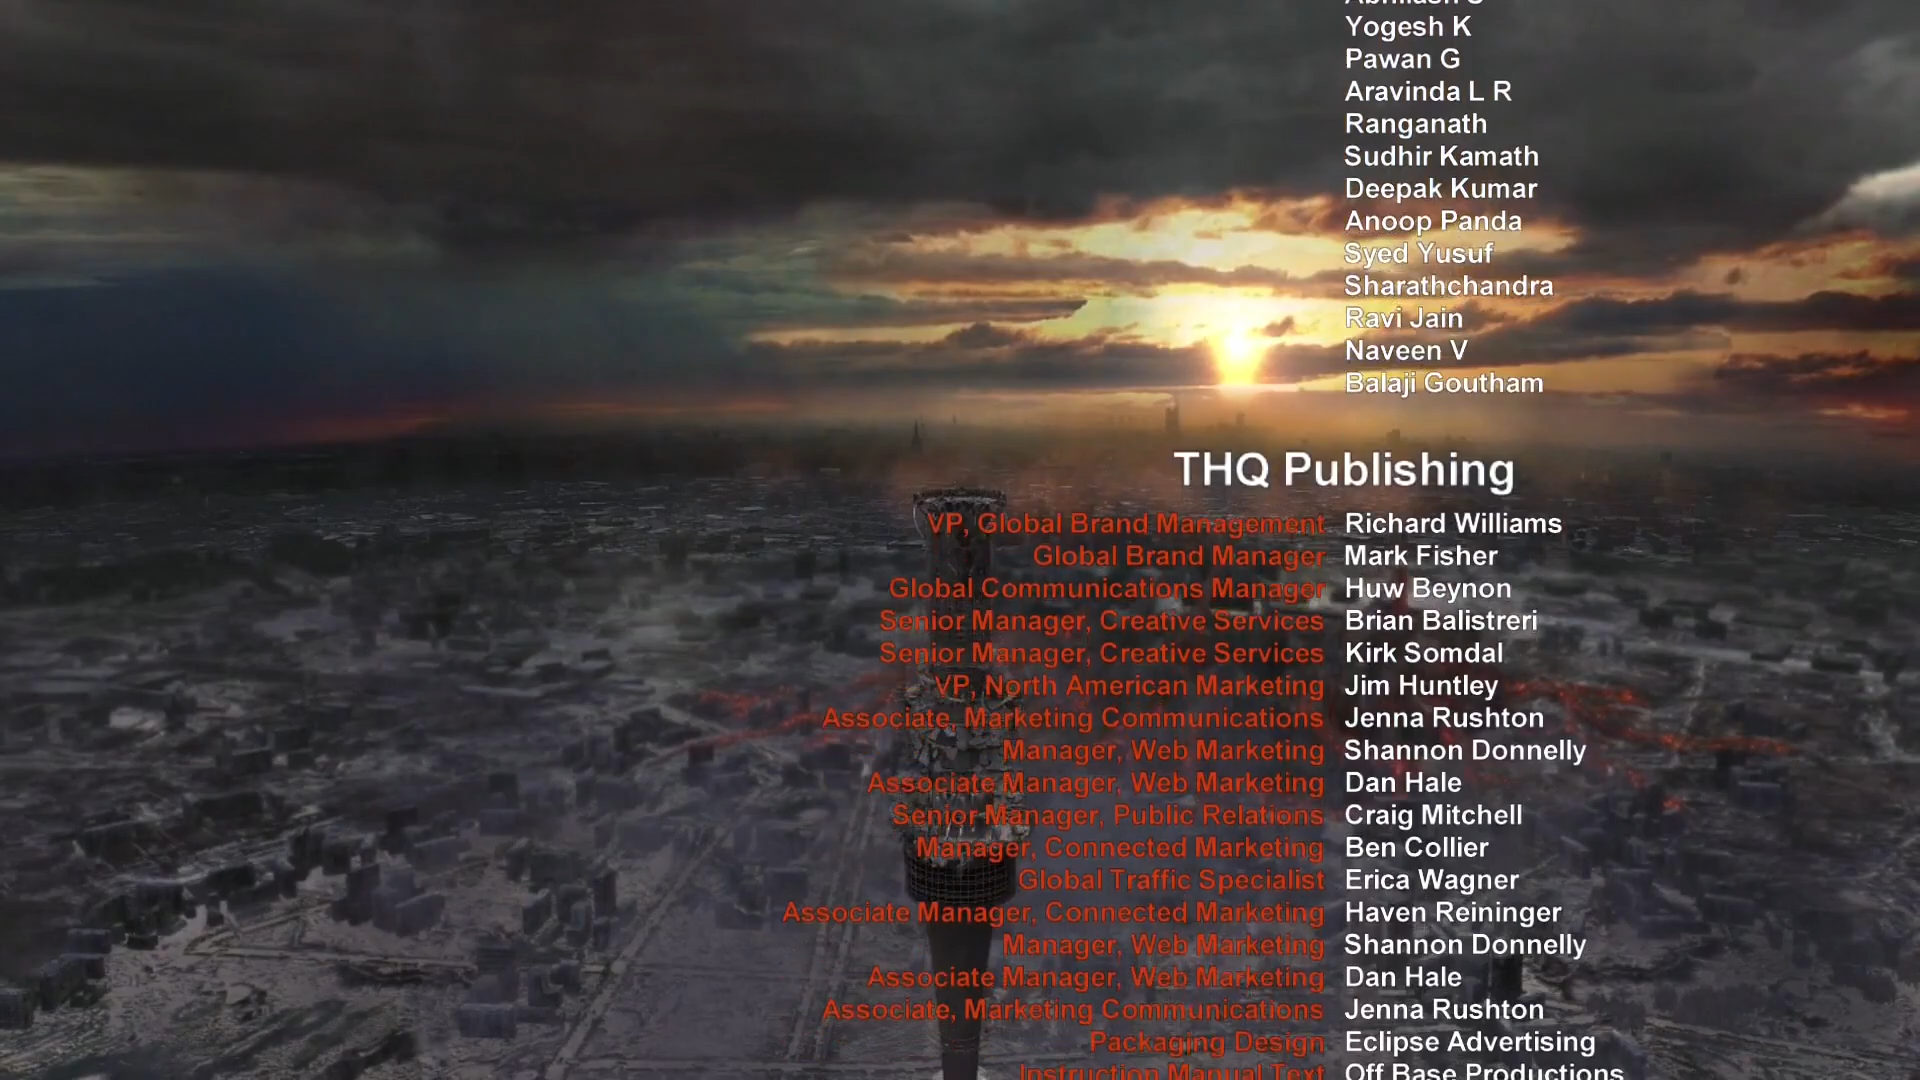 Yogesh K
Pawan G
Aravinda L R
Ranganath
Sudhir Kamath
Deepak Kumar
Anoop Panda
Syed Yusuf
Sharathchandra
Ravi Jain
Naveen V
Balaji Goutham
THQ Publishing
VP, Global Brand Management Richard Williams
Global Brand Manager Mark Fisher
Global Communications Manager Huw Beynon
Senior Manager, Creative Services Brian Balistreri
Senior Manager, Creative Services Kirk Somdal
VP, North American Marketing Jim Huntley
Associate, Marketing Communications Jenna Rushton
Manager, Web Marketing Shannon Donnelly
Associate Manager, Web Marketing Dan Hale
Senior Manager, Public Relations Craig Mitchell
Manager, Connected Marketing Ben Collier
Global Traffic Specialist Erica Wagner
Associate Manager, Connected Marketing Haven Reininger
Manager, Web Marketing Shannon Donnelly
Associate Manager, Web Marketing Dan Hale
Associate, Marketing Communications Jenna Rushton
Packaging Design Eclipse Advertising
Instruction Manual Text Off Base Productions